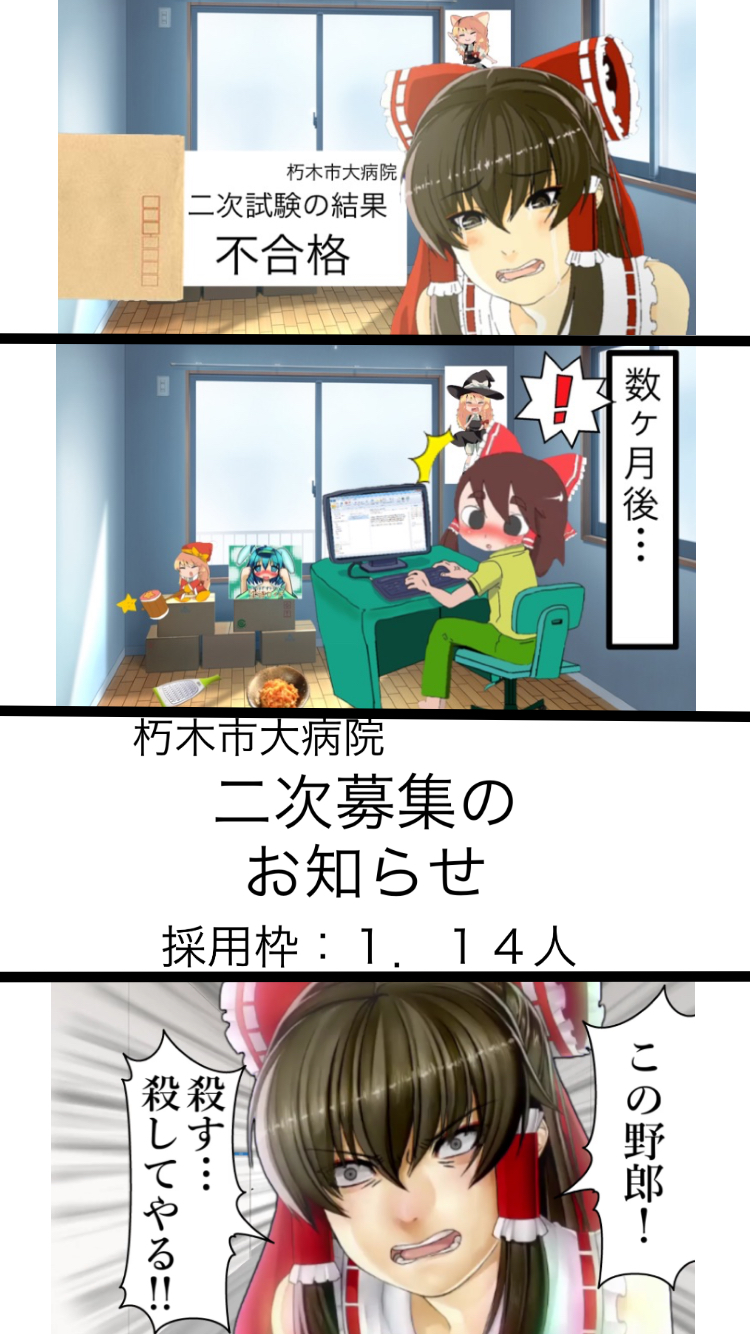 朽木市大病院
二次試験の結果
不合格
数ヶ月後…
朽木市大病院
二次募集の
お知らせ
採用枠：１．１４人
この野郎！
殺す…
殺してやる!!